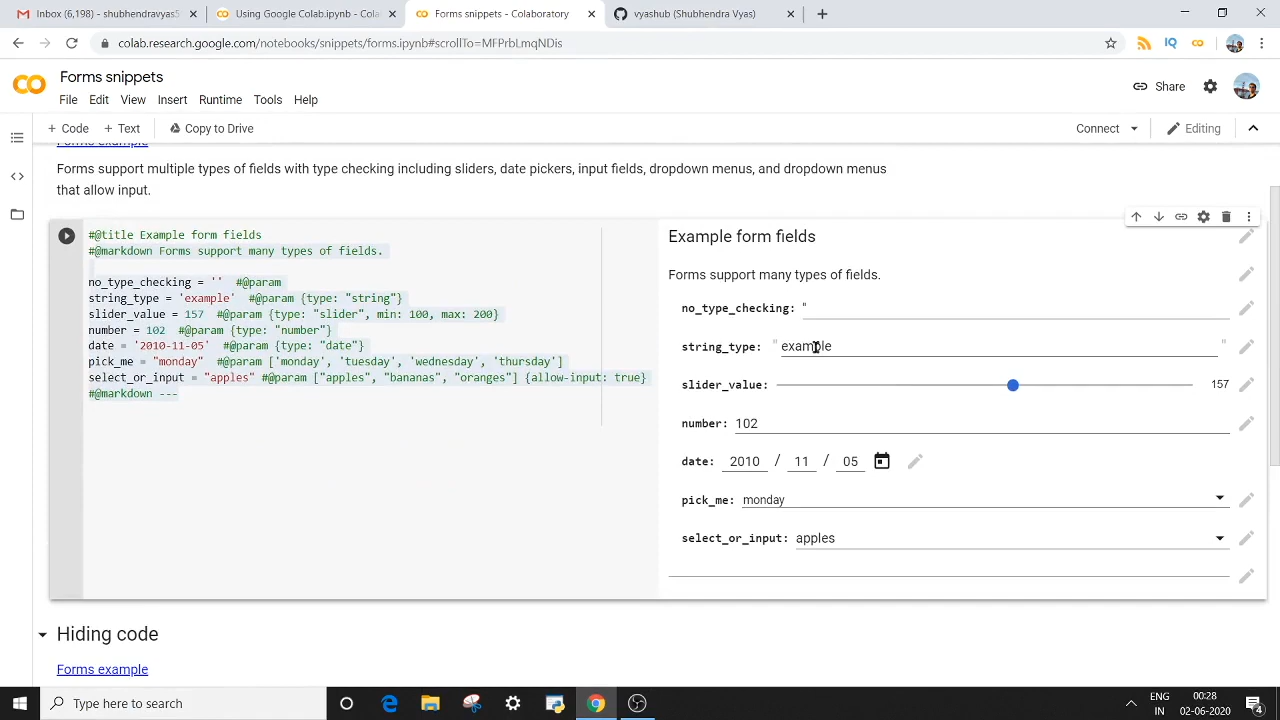 Inbox (6,198) - shubhendravyas5
Using Google Colab.ipynb - Cola
Forms snippets - Colaboratory
vyashub (Shubhendra Vyas)
colab.research.google.com/notebooks/snippets/forms.ipynb#scrollTo=MFPrbLmqNDis
IQ
Forms snippets
File Edit View Insert Runtime Tools Help
Share
+ Code + Text Copy to Drive
Connect
Editing
Forms example
Forms support multiple types of fields with type checking including sliders, date pickers, input fields, dropdown menus, and dropdown menus
that allow input.
#@title Example form fields
#@markdown Forms support many types of fields.
no_type_checking = '' #@param
string_type = 'example' #@param {type: "string"}
slider_value = 157 #@param {type: "slider", min: 100, max: 200}
number = 102 #@param {type: "number"}
date = '2010-11-05' #@param {type: "date"}
pick_me = "monday" #@param ['monday', 'tuesday', 'wednesday', 'thursday']
select_or_input = "apples" #@param ["apples", "bananas", "oranges"] {allow-input: true}
#@markdown ---
Example form fields
Forms support many types of fields.
no_type_checking: ''
string_type: " example "
slider_value: 157
number: 102
date: 2010 / 11 / 05
pick_me: monday
select_or_input: apples
Hiding code
Forms example
Type here to search
ENG
IN
00:28
02-06-2020
4